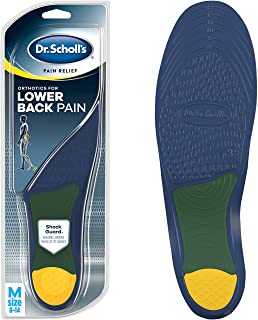 Dr.Scholl's
PAIN RELIEF
ORTHOTICS FOR
LOWER
BACK PAIN
Shock
Guard
M
SIZE
8-14